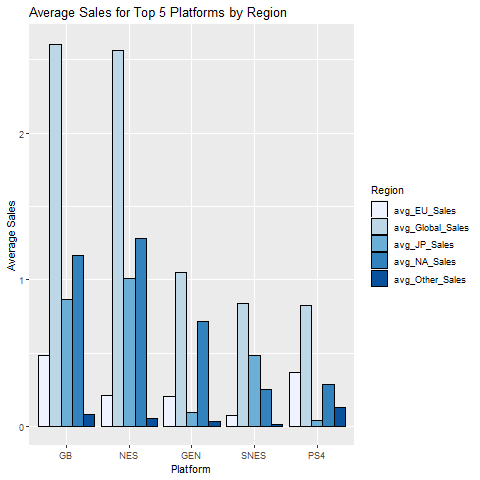 Average Sales for Top 5 Platforms by Region
Average Sales
2
1
0
GB NES GEN SNES PS4
Platform
Region
avg_EU_Sales
avg_Global_Sales
avg_JP_Sales
avg_NA_Sales
avg_Other_Sales